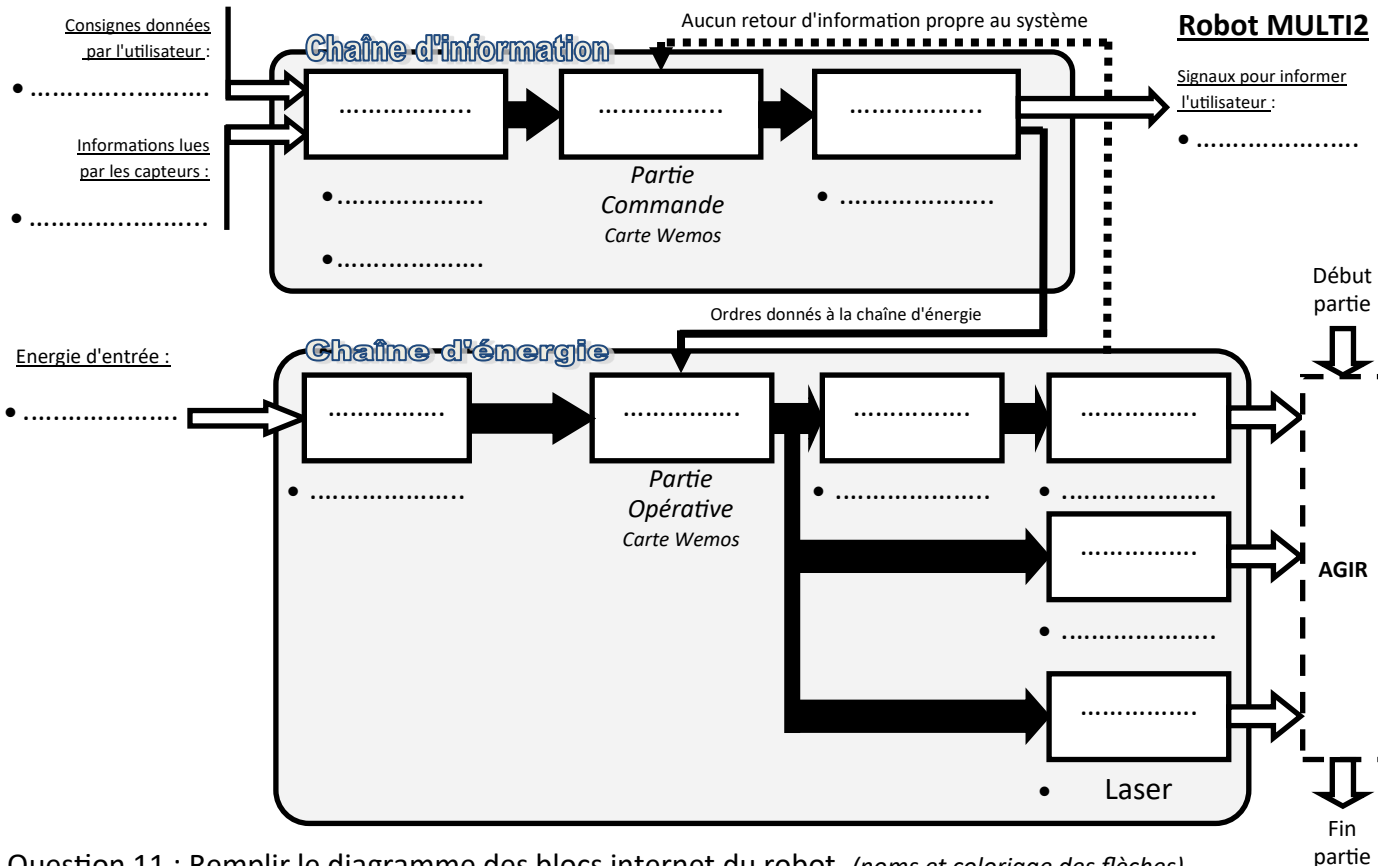 Consignes données
par l'utilisateur :
• ...........................
Informations lues
par les capteurs :
• ...........................
Aucun retour d'information propre au système
Robot MULTI2
Chaîne d'information
...................
...................
...................
Signaux pour informer
l'utilisateur :
• .......................
• .....................
• .....................
Partie
Commande
Carte Wemos
• ......................
Ordres donnés à la chaîne d'énergie
Début
partie
Energie d'entrée :
• ......................
Chaîne d'énergie
................
................
................
................
• ......................
Partie
Opérative
Carte Wemos
• ......................
• ......................
................
• ......................
AGIR
................
• Laser
Fin
partie
Question 11 : Remplir le diagramme des blocs internet du robot. (noms et coloriage des flèches)